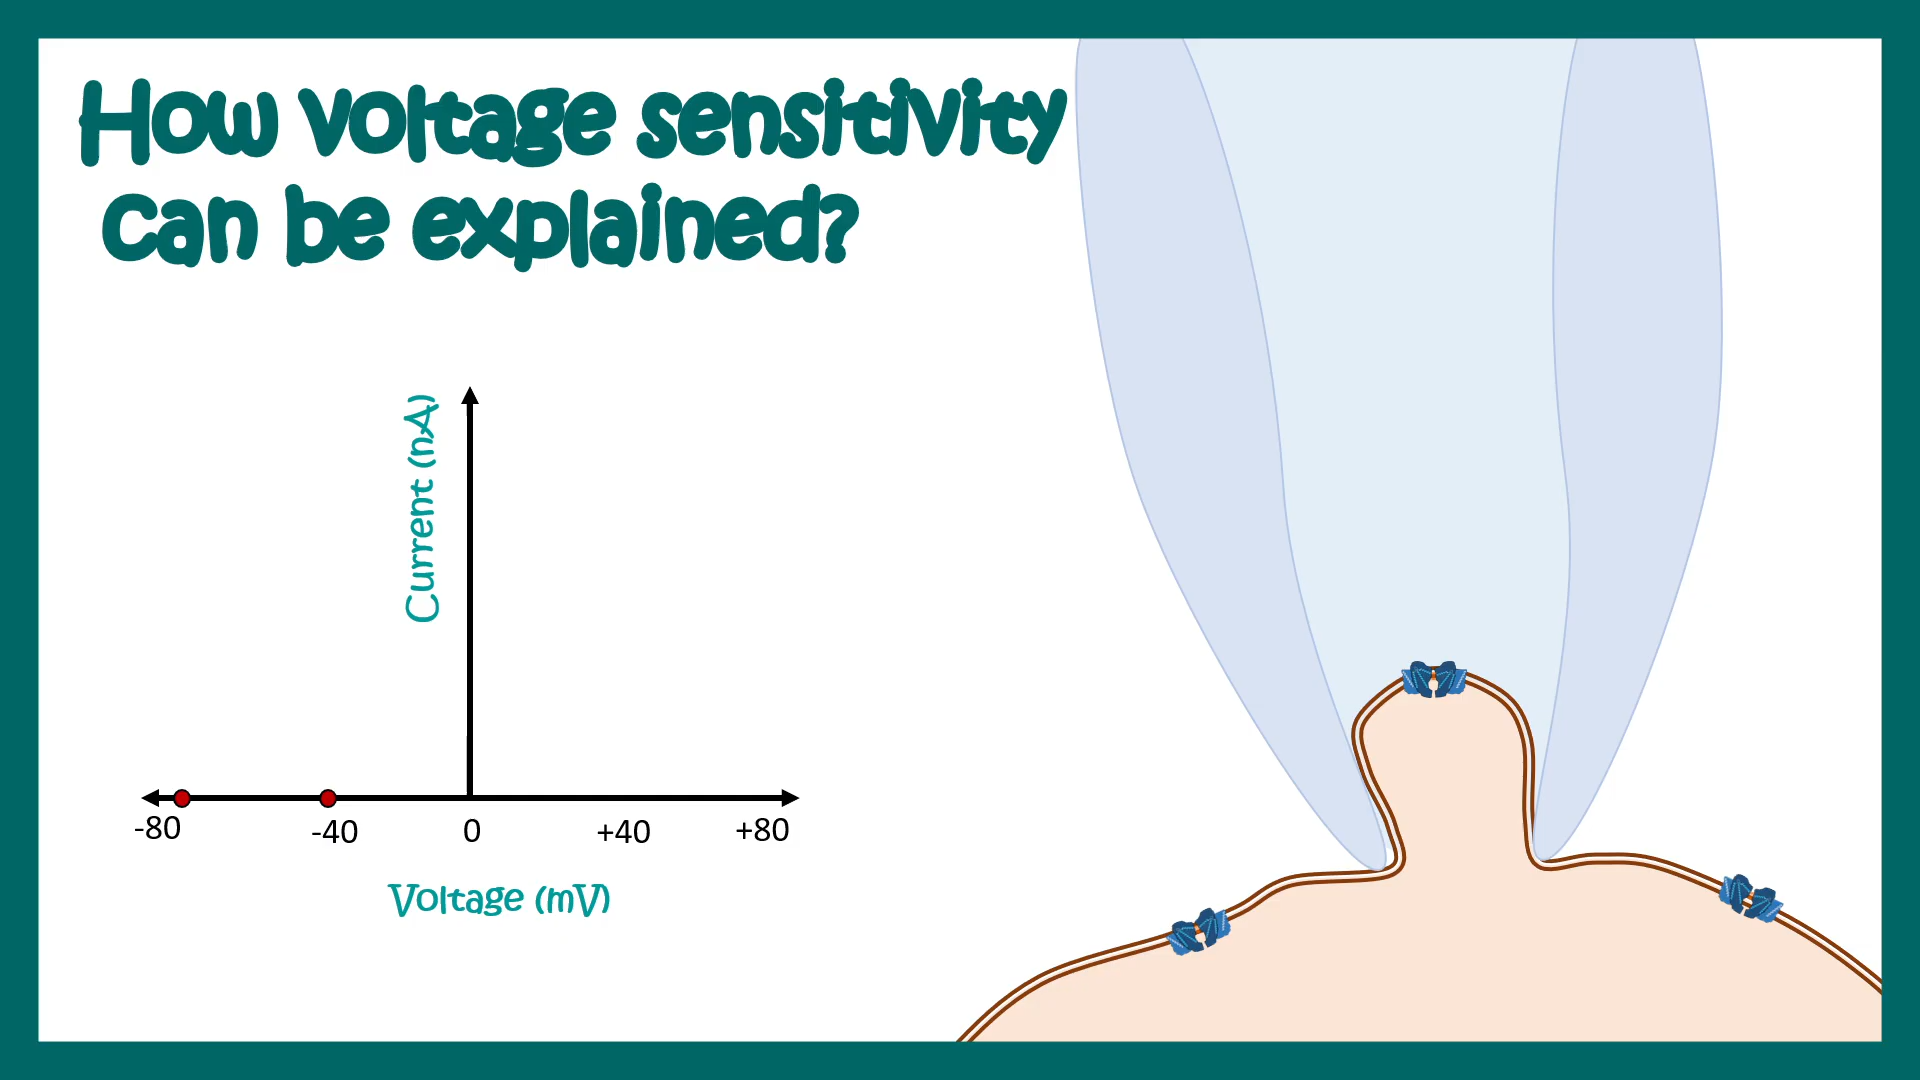 How voltage sensitivity
can be explained?
Current (nA)
-80
-40
0
+40
+80
Voltage (mV)